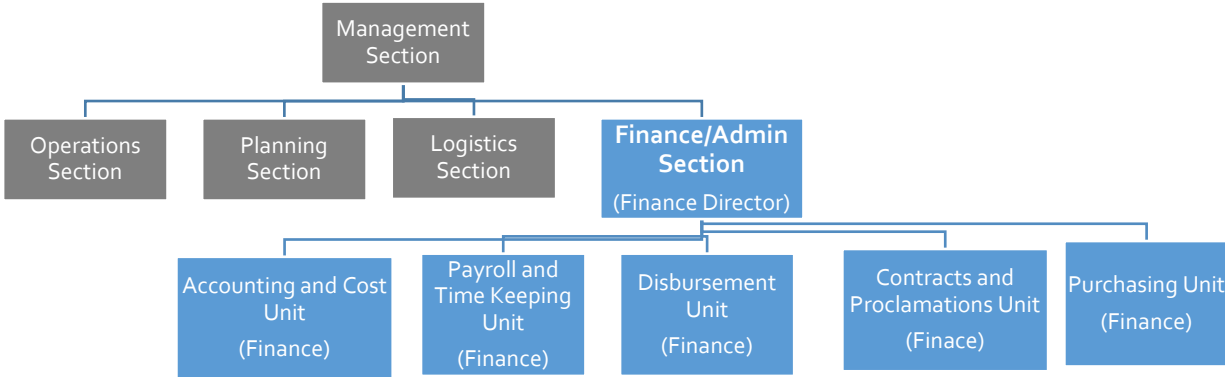 Management
Section
Operations
Section
Planning
Section
Logistics
Section
Finance/Admin
Section
(Finance Director)
Accounting and Cost
Unit
(Finance)
Payroll and
Time Keeping
Unit
(Finance)
Disbursement
Unit
(Finance)
Contracts and
Proclamations Unit
(Finace)
Purchasing Unit
(Finance)